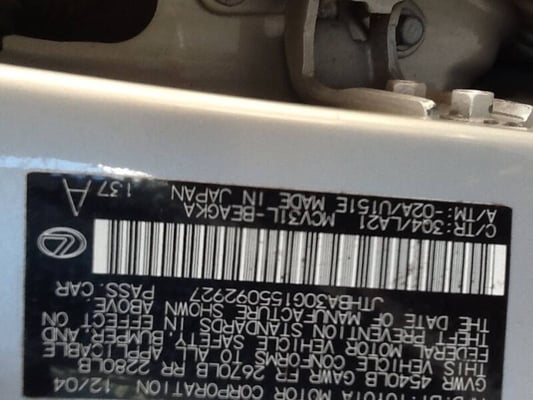 D. BY: TOYOTA MOTOR CORPORATION 12/04
GVWR 4540LB GAWR FR 2670LB RR 2280LB
THIS VEHICLE CONFORMS TO ALL APPLICABLE
FEDERAL MOTOR VEHICLE SAFETY, BUMPER AND
THEFT PREVENTION STANDARDS IN EFFECT ON
THE DATE OF MANUFACTURE SHOWN ABOVE
JTHBA30G155092927 PASS. CAR
C/TR: 3Q4/LA21 MCV31L-BEAGKA
A/TM: -02A/U151E MADE IN JAPAN
137 A